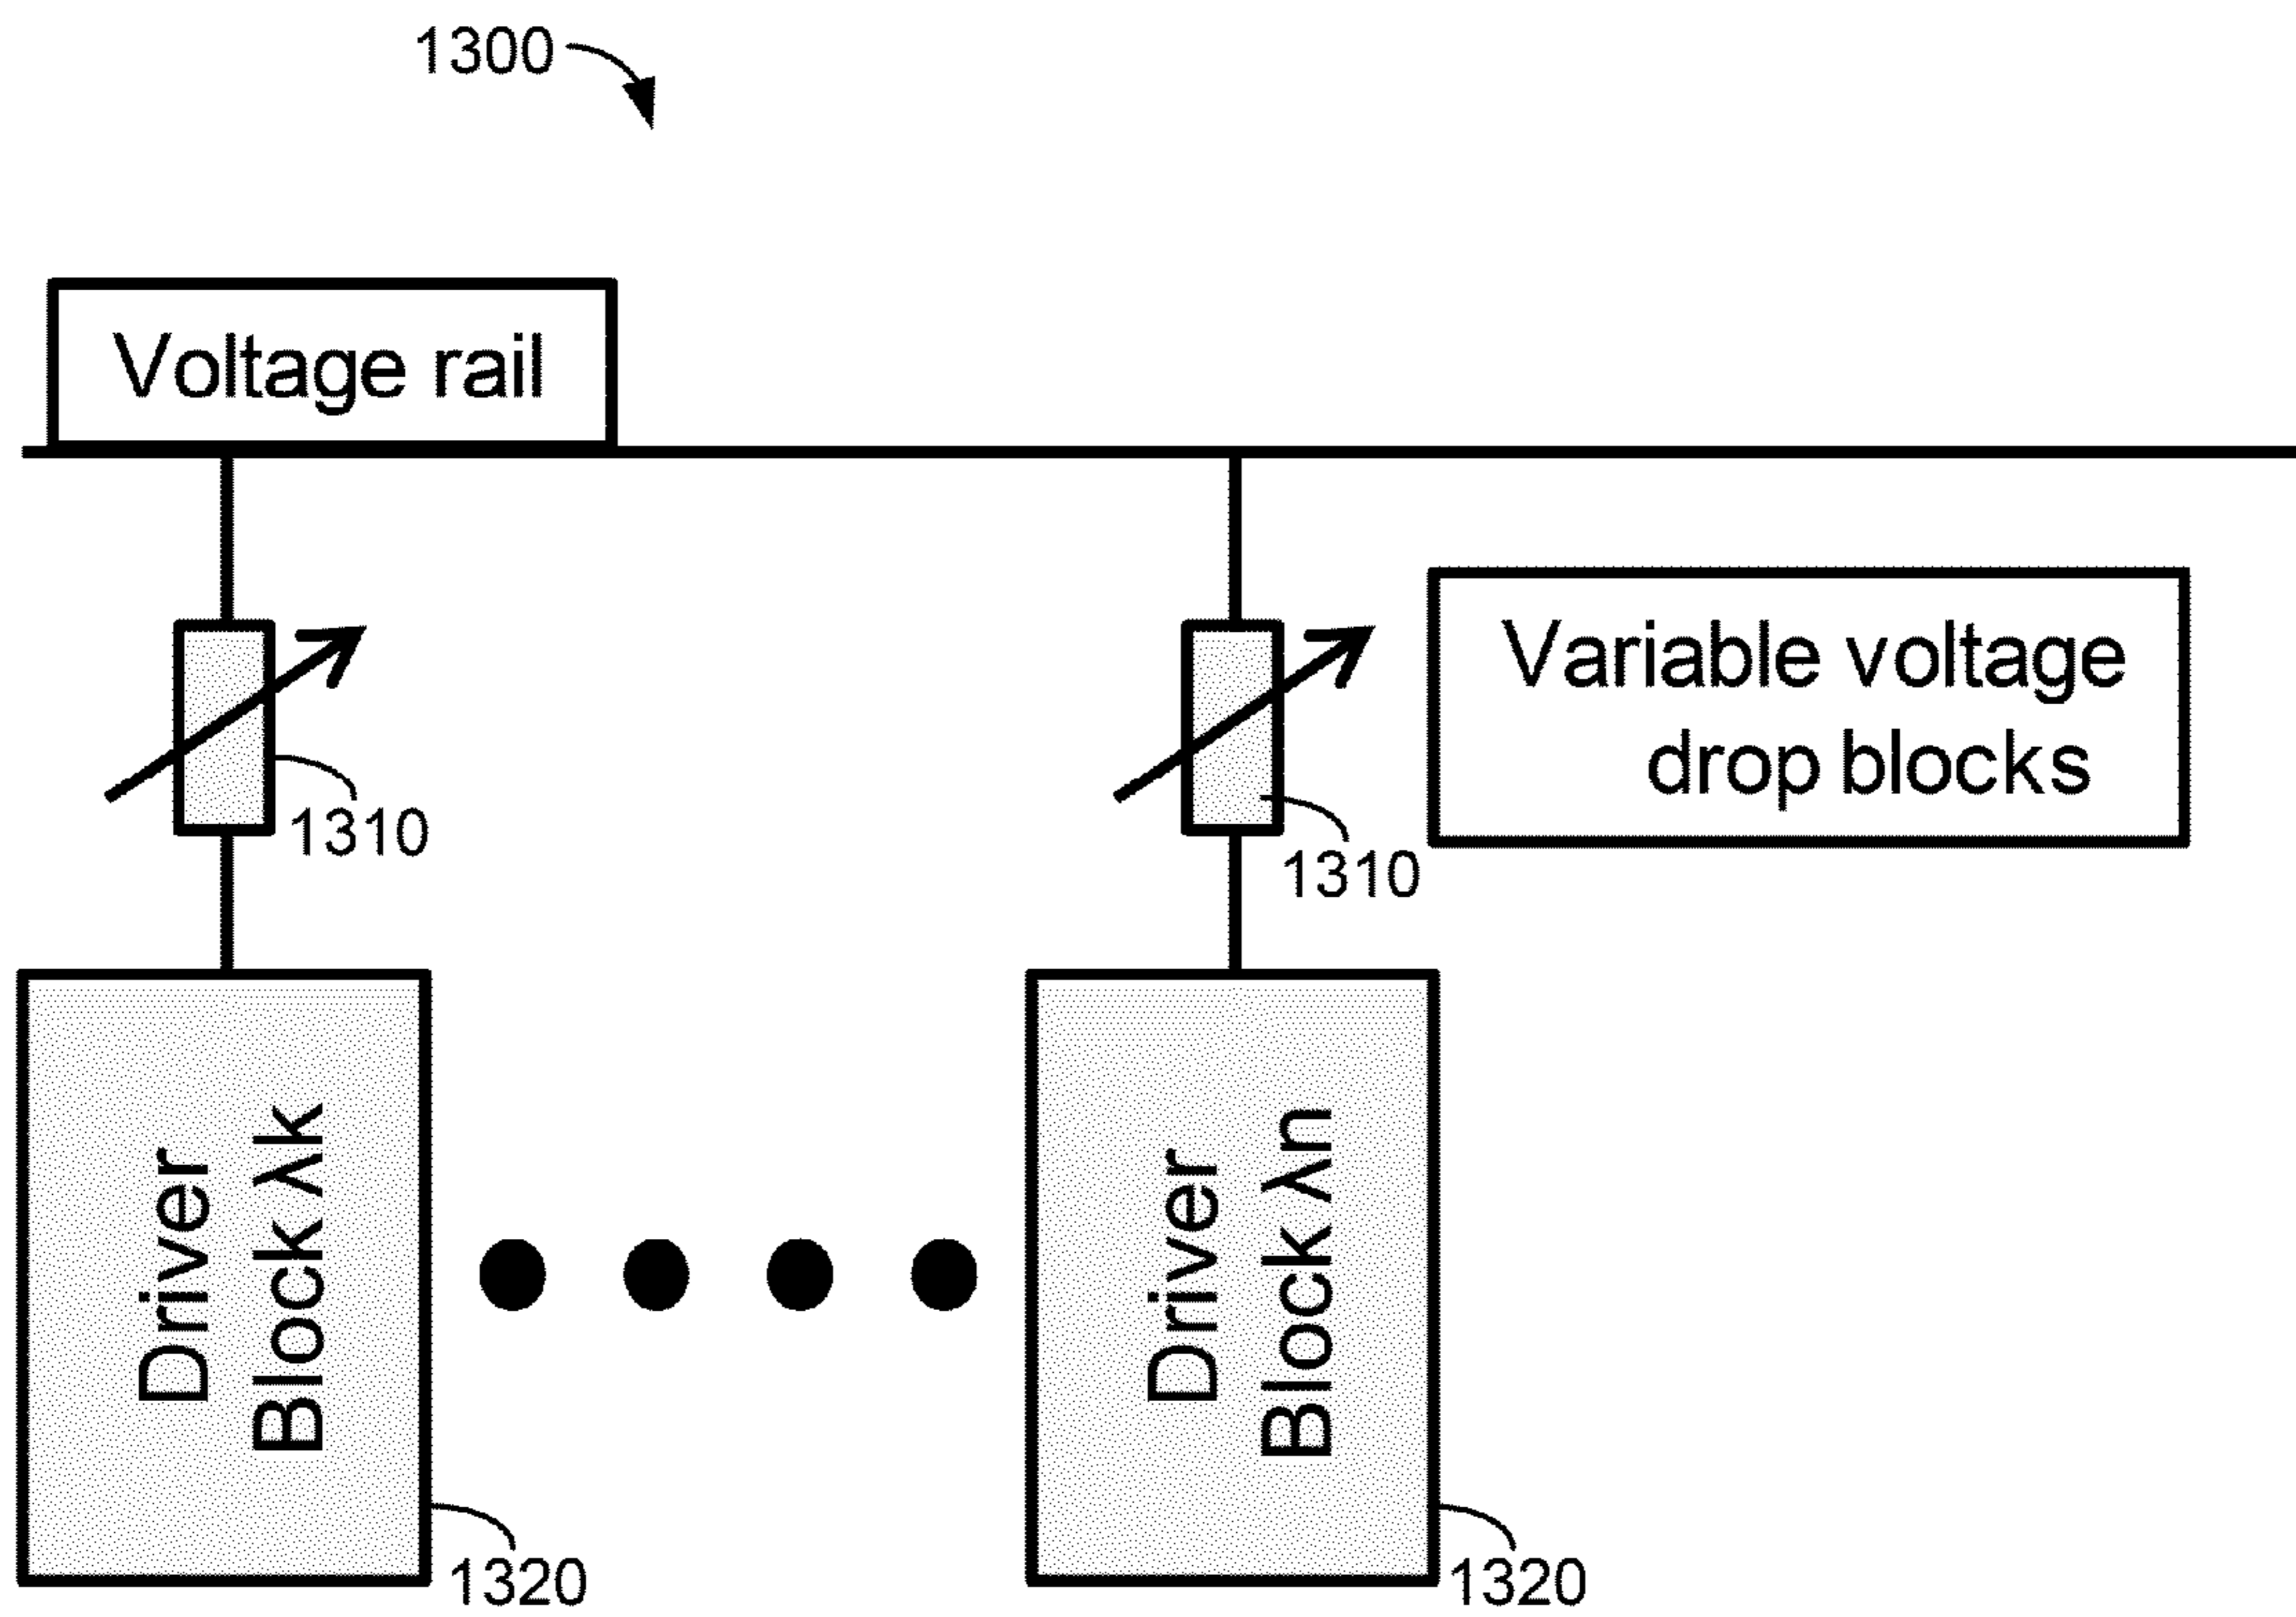 1300
Voltage rail
Variable voltage
drop blocks
1310
1310
Driver
Block λk
Driver
Block λn
1320
1320